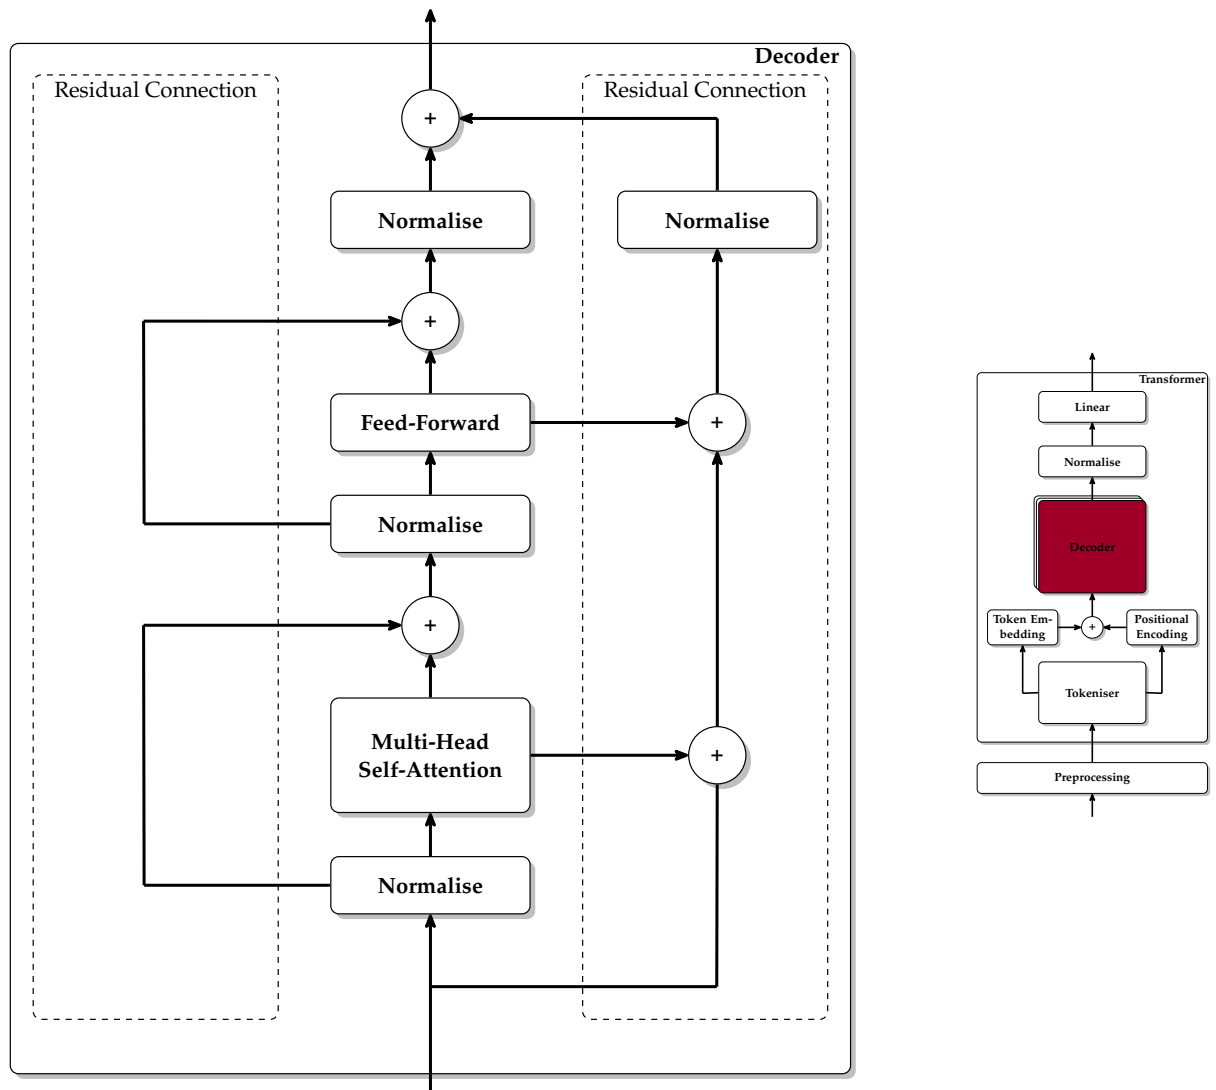 Decoder
Residual Connection
Residual Connection
+
Normalise
Normalise
+
Feed-Forward
+
Normalise
+
Multi-Head
Self-Attention
+
Normalise
Transformer
Linear
Normalise
Decoder
Token Em-
bedding
+
Positional
Encoding
Tokeniser
Preprocessing